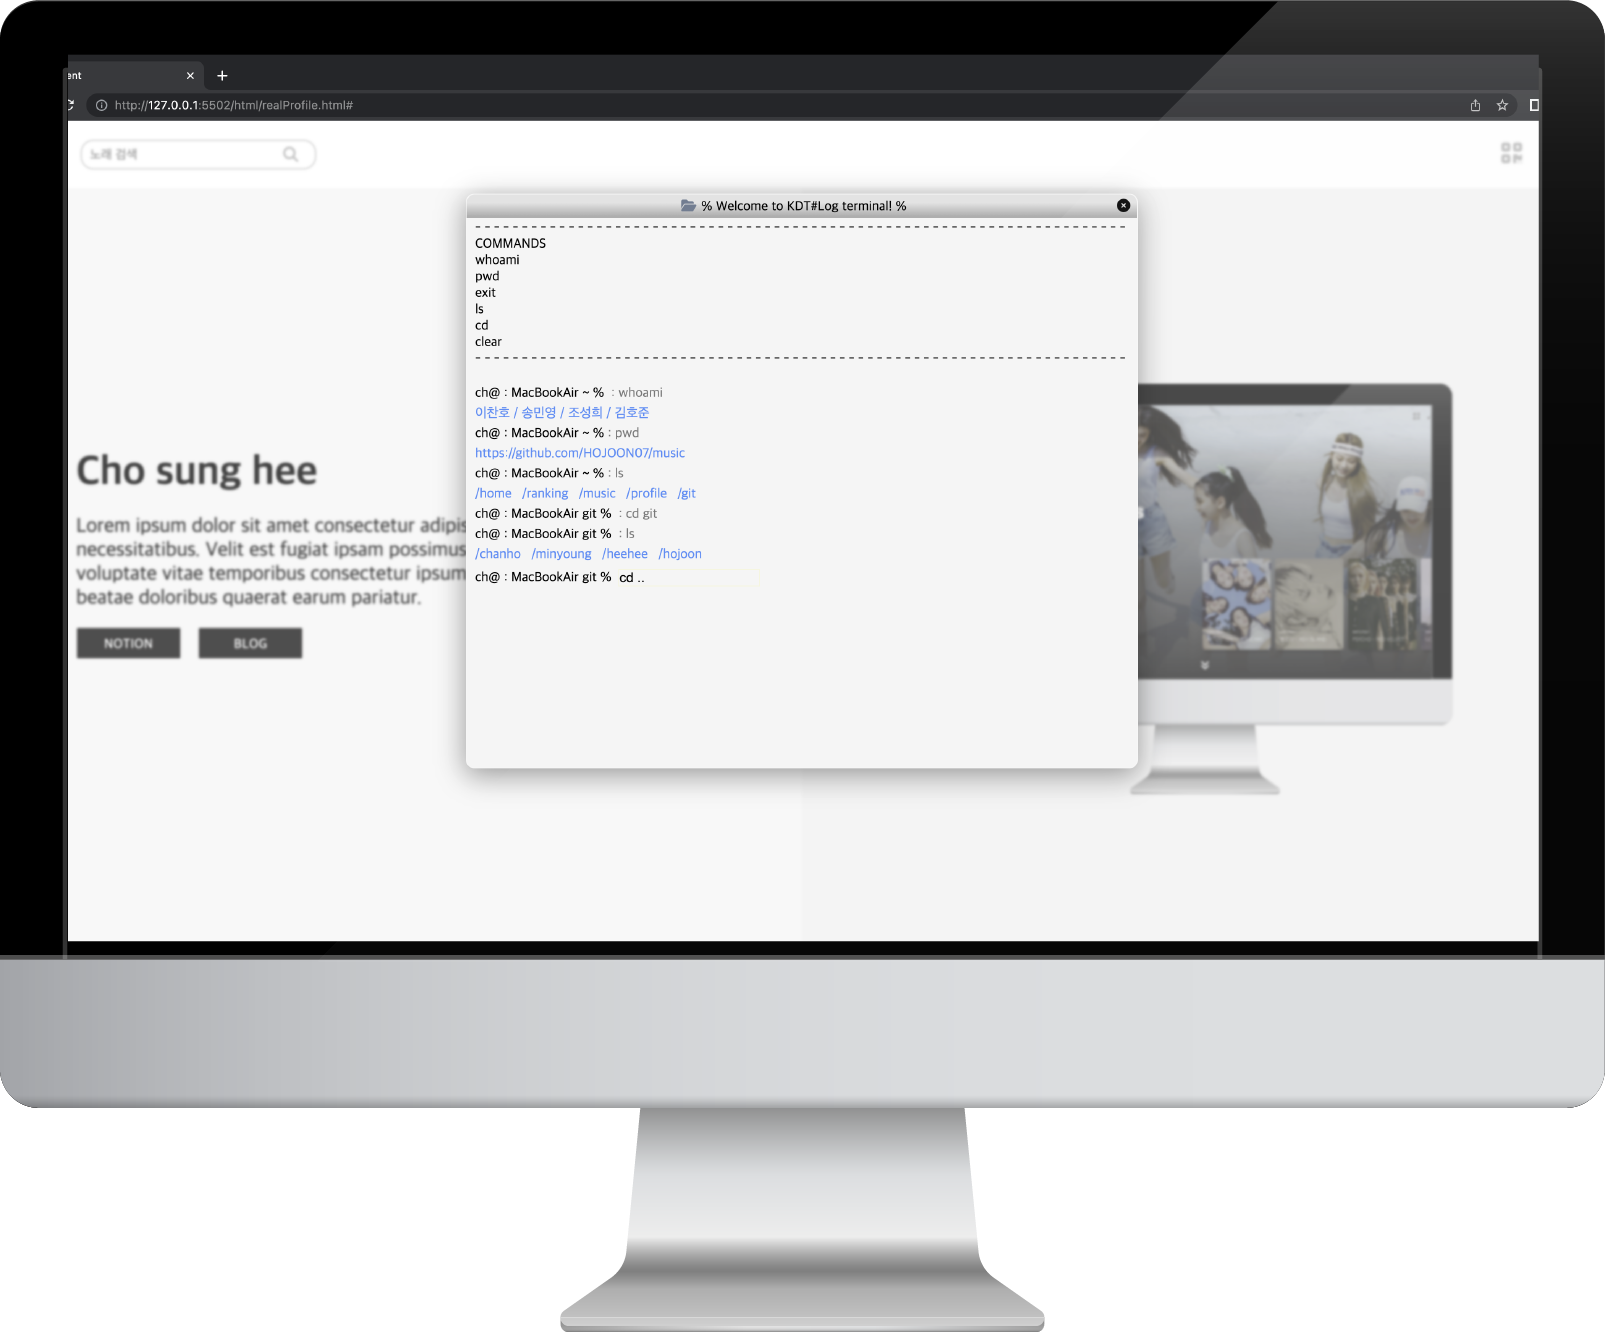 ent
http://127.0.0.1:5502/html/realProfile.html#
노래 검색
% Welcome to KDT#Log terminal! %
COMMANDS
whoami
pwd
exit
ls
cd
clear
ch@ : MacBookAir ~ % : whoami
이찬호 / 송민영 / 조성희 / 김호준
ch@ : MacBookAir ~ % : pwd
https://github.com/HOJOON07/music
ch@ : MacBookAir ~ % : ls
/home /ranking /music /profile /git
ch@ : MacBookAir git % : cd git
ch@ : MacBookAir git % : ls
/chanho /minyoung /heehee /hojoon
ch@ : MacBookAir git % cd ..
Cho sung hee
Lorem ipsum dolor sit amet consectetur adipis
necessitatibus. Velit est fugiat ipsam possimus
voluptate vitae temporibus consectetur ipsum
beatae doloribus quaerat earum pariatur.
NOTION BLOG